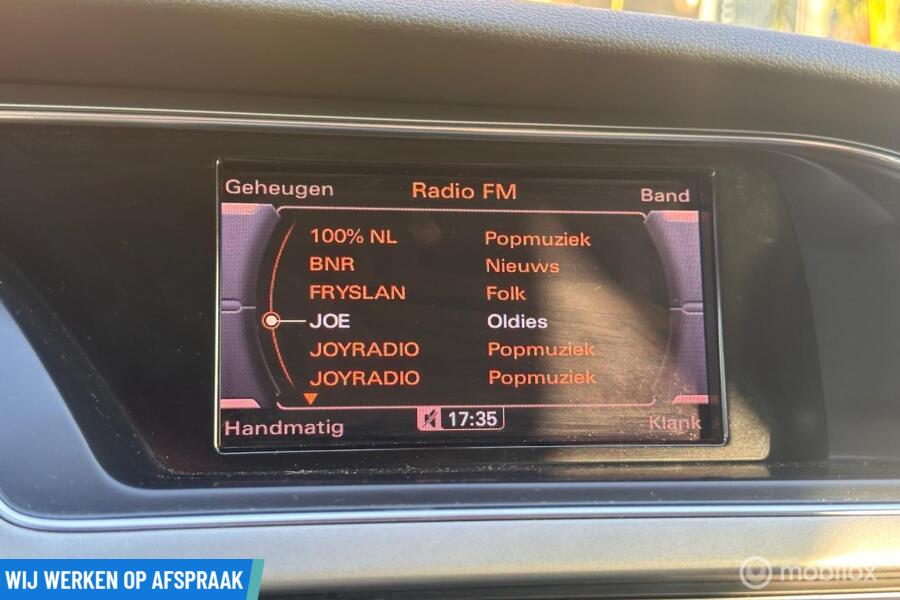 Geheugen Radio FM Band
100% NL Popmuziek
BNR Nieuws
FRYSLAN Folk
JOE Oldies
JOYRADIO Popmuziek
JOYRADIO Popmuziek
Handmatig 17:35 Klank
WIJ WERKEN OP AFSPRAAK
mobilox